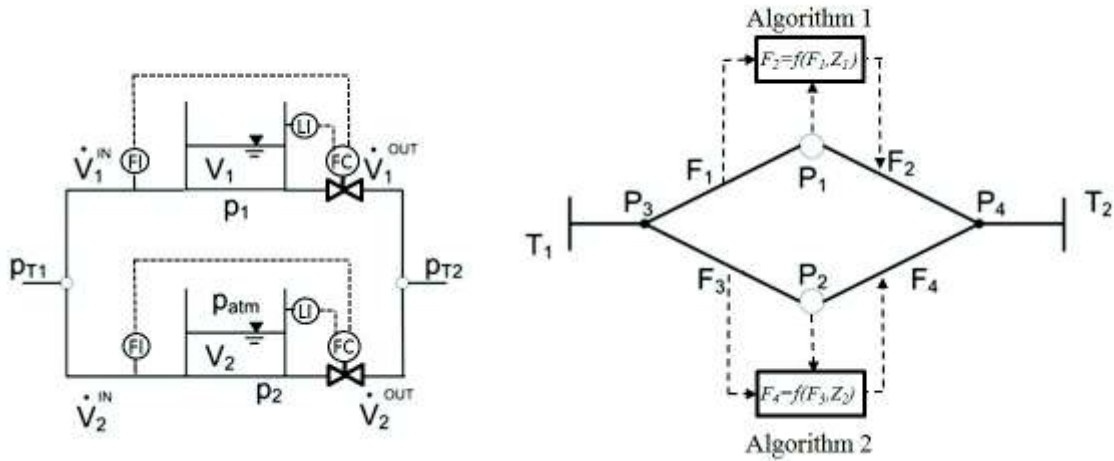 Algorithm 1
F₂=f(F₁,Z₁)
LI
V̇₁ᴵᴺ
FI
V₁
FC
V̇₁ᴼᵁᵀ
p₁
F₁
P₁
F₂
P₃
P₄
T₁
T₂
pT1
pT2
patm
LI
F₃
P₂
F₄
FI
V₂
FC
p₂
V̇₂ᴵᴺ
V̇₂ᴼᵁᵀ
F₄=f(F₃,Z₂)
Algorithm 2